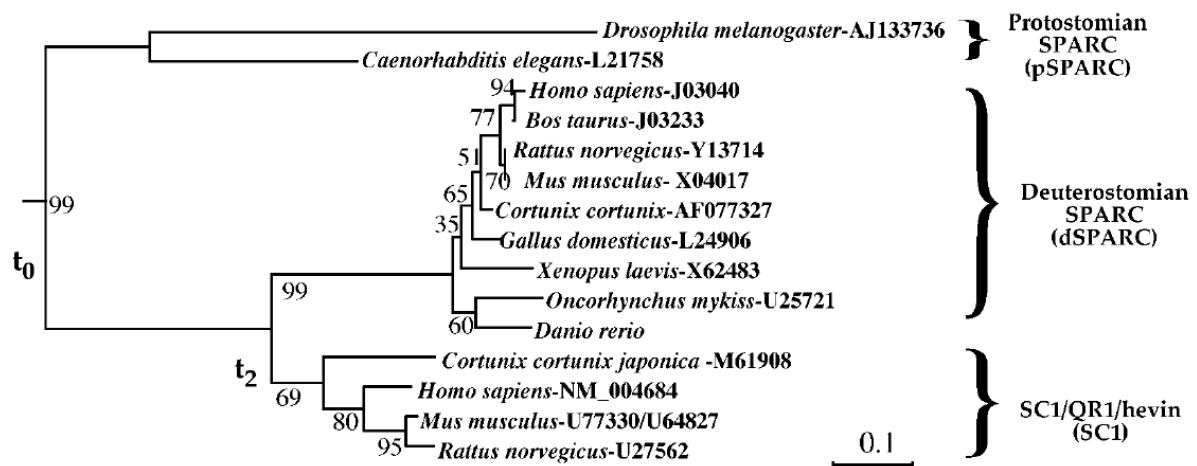 Drosophila melanogaster-AJ133736
Caenorhabditis elegans-L21758
Protostomian
SPARC
(pSPARC)
94
Homo sapiens-J03040
77
Bos taurus-J03233
51
Rattus norvegicus-Y13714
70
Mus musculus- X04017
65
Cortunix cortunix-AF077327
35
Gallus domesticus-L24906
Xenopus laevis-X62483
99
Oncorhynchus mykiss-U25721
60
Danio rerio
Deuterostomian
SPARC
(dSPARC)
99
t0
t2
Cortunix cortunix japonica -M61908
69
Homo sapiens-NM_004684
80
Mus musculus-U77330/U64827
95
Rattus norvegicus-U27562
SC1/QR1/hevin
(SC1)
0.1